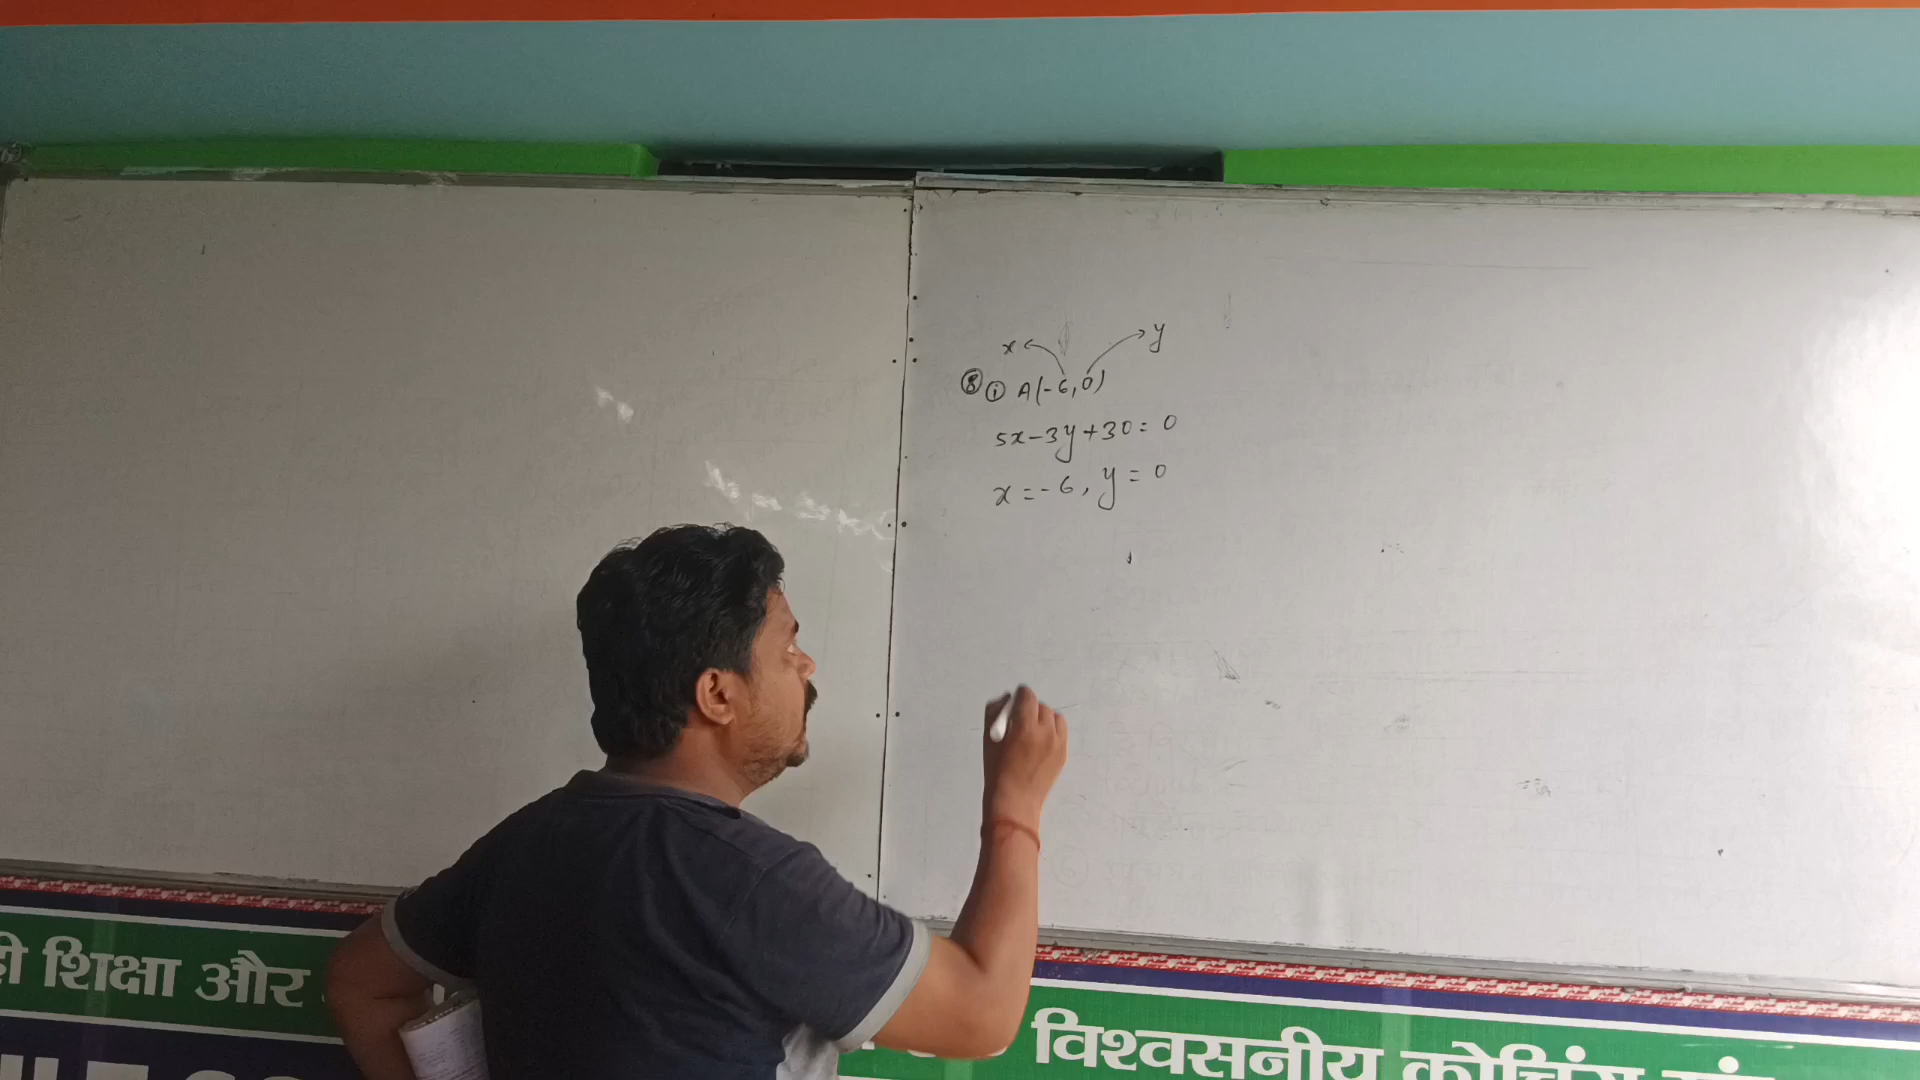 x y
⑧ ⓘ A(-6,0)
5x-3y+30=0
x=-6, y=0
शिक्षा और
विश्वसनीय कोचिंग